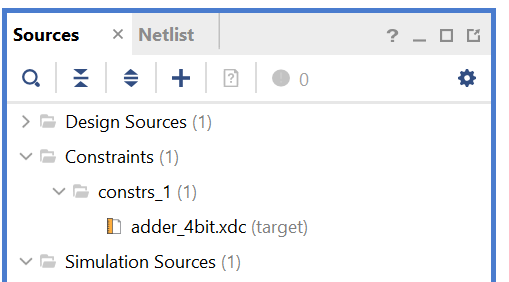 Sources × Netlist ? _
0
Design Sources (1)
Constraints (1)
constrs_1 (1)
adder_4bit.xdc (target)
Simulation Sources (1)